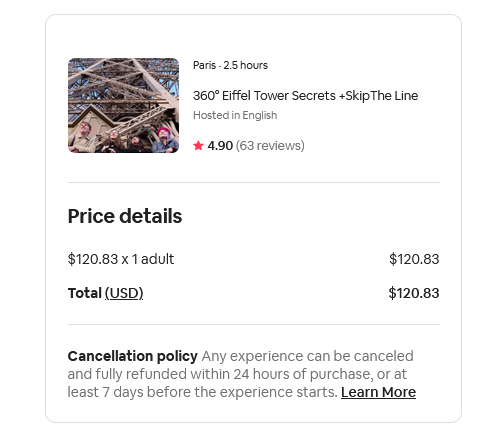 Paris · 2.5 hours
360° Eiffel Tower Secrets +SkipThe Line
Hosted in English
★ 4.90 (63 reviews)
Price details
$120.83 x 1 adult $120.83
Total (USD) $120.83
Cancellation policy Any experience can be canceled
and fully refunded within 24 hours of purchase, or at
least 7 days before the experience starts. Learn More